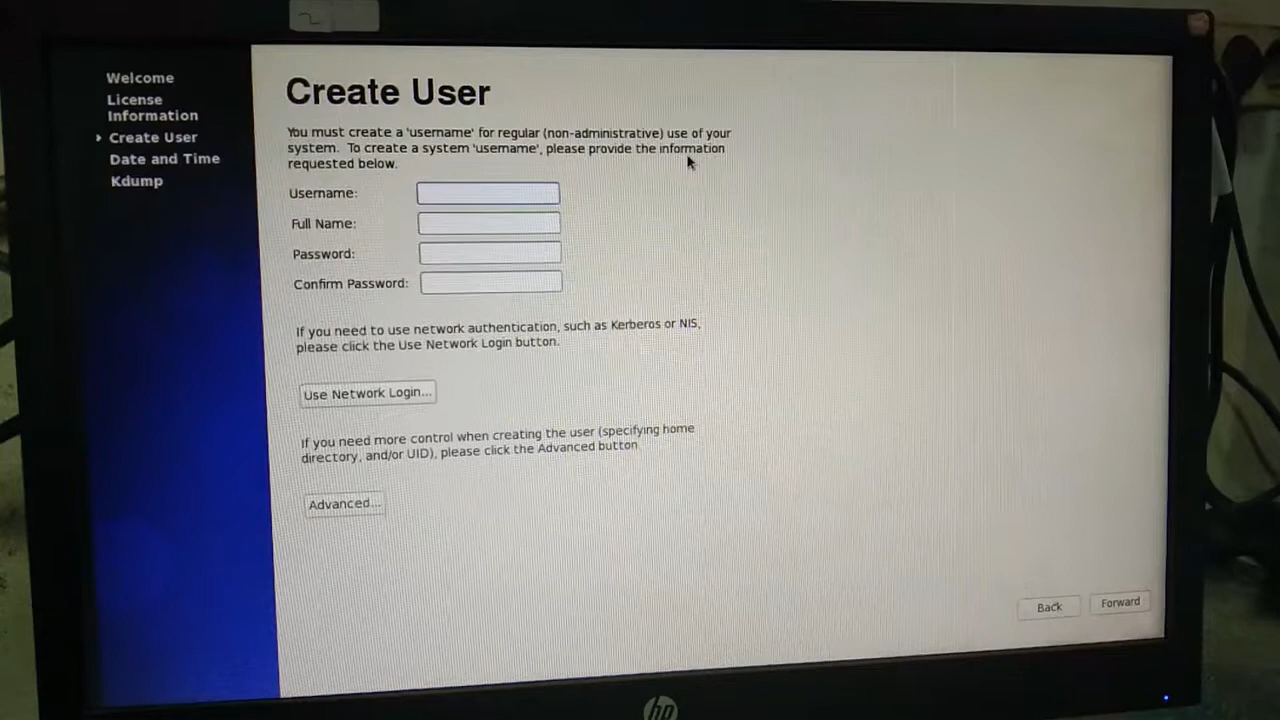 Welcome
License
Information
Create User
Date and Time
Kdump
Create User
You must create a 'username' for regular (non-administrative) use of your
system. To create a system 'username', please provide the information
requested below.
Username:
Full Name:
Password:
Confirm Password:
If you need to use network authentication, such as Kerberos or NIS,
please click the Use Network Login button.
Use Network Login...
If you need more control when creating the user (specifying home
directory, and/or UID), please click the Advanced button
Advanced...
Back
Forward
hp